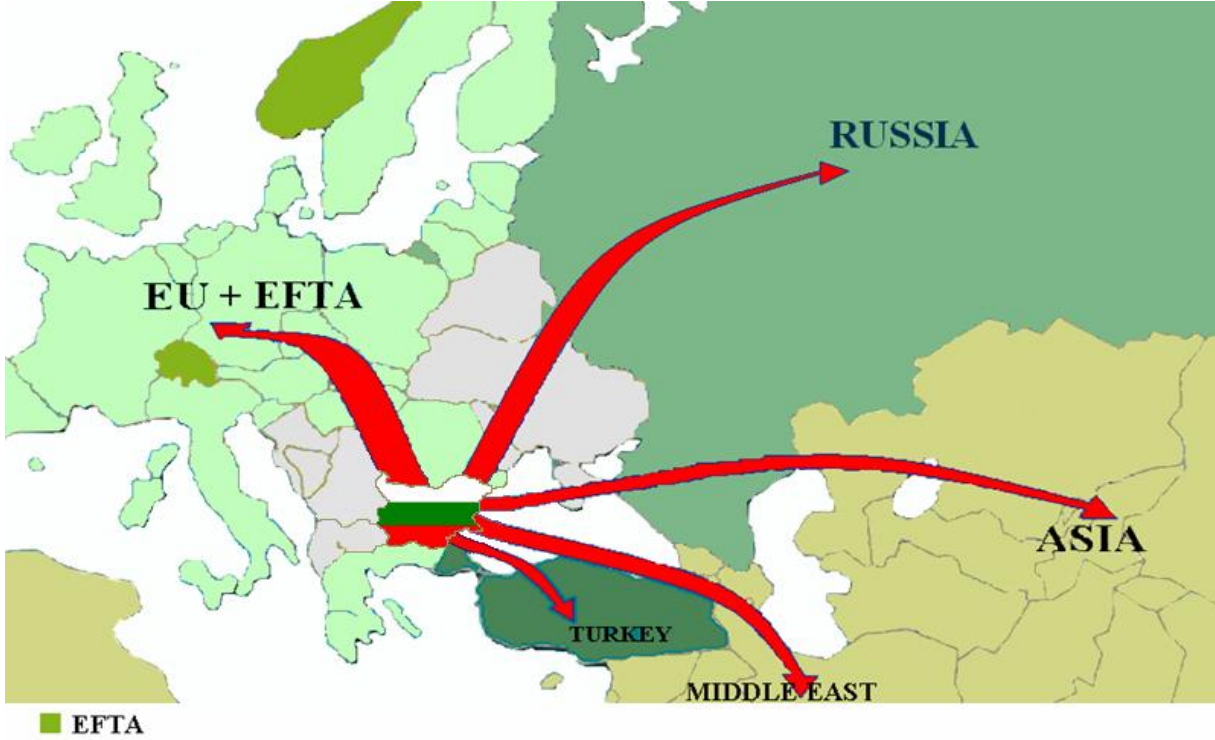 RUSSIA
EU + EFTA
ASIA
TURKEY
MIDDLE EAST
EFTA